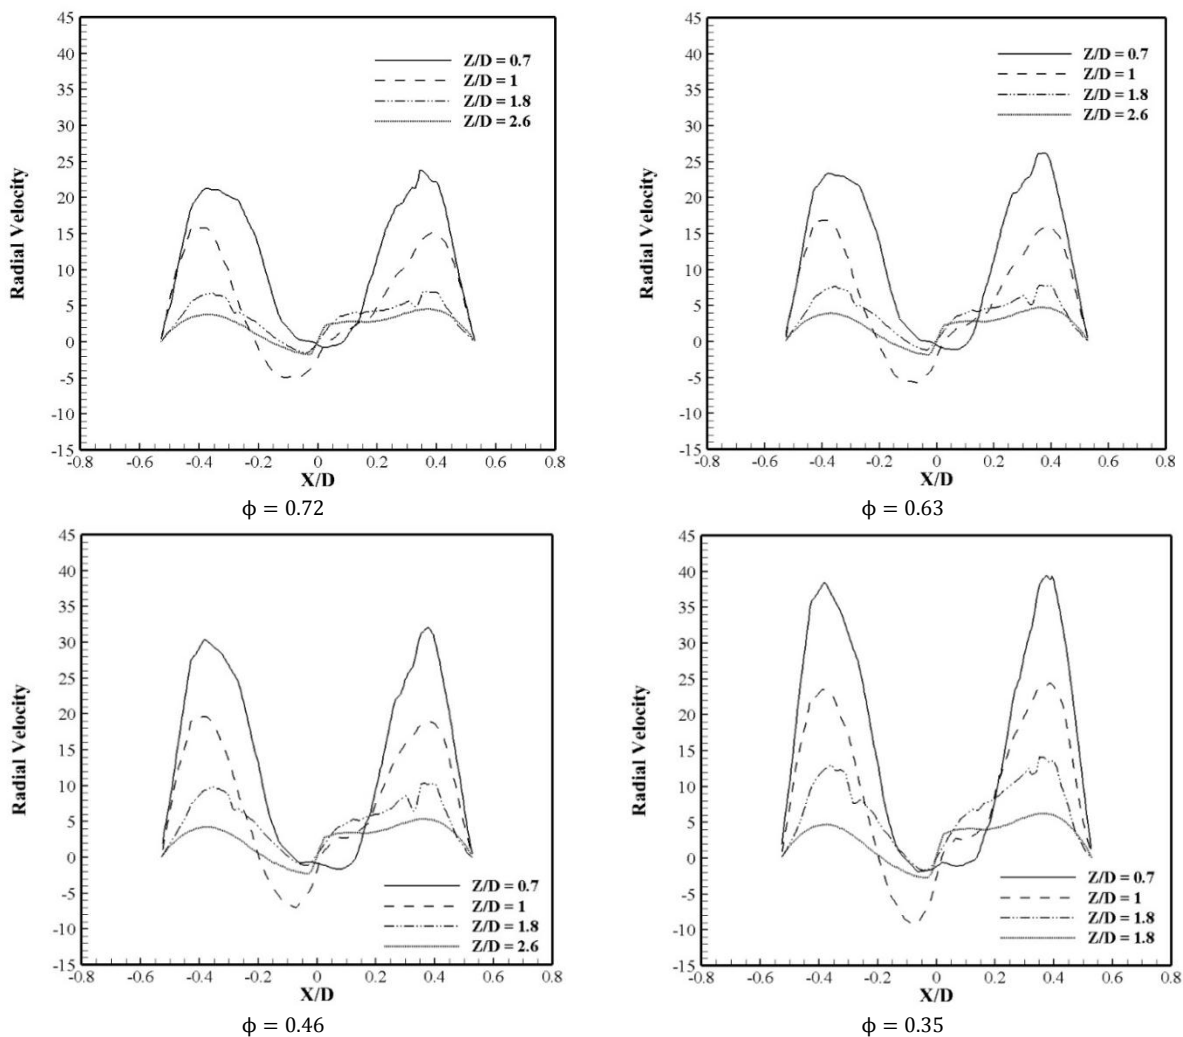 45
40
35
30
25
20
15
10
5
0
-5
-10
-15
Radial Velocity
Z/D = 0.7
Z/D = 1
Z/D = 1.8
Z/D = 2.6
-0.8 -0.6 -0.4 -0.2 0 0.2 0.4 0.6 0.8
X/D
ϕ = 0.72
45
40
35
30
25
20
15
10
5
0
-5
-10
-15
Radial Velocity
Z/D = 0.7
Z/D = 1
Z/D = 1.8
Z/D = 2.6
-0.8 -0.6 -0.4 -0.2 0 0.2 0.4 0.6 0.8
X/D
ϕ = 0.63
45
40
35
30
25
20
15
10
5
0
-5
-10
-15
Radial Velocity
Z/D = 0.7
Z/D = 1
Z/D = 1.8
Z/D = 2.6
-0.8 -0.6 -0.4 -0.2 0 0.2 0.4 0.6 0.8
X/D
ϕ = 0.46
45
40
35
30
25
20
15
10
5
0
-5
-10
-15
Radial Velocity
Z/D = 0.7
Z/D = 1
Z/D = 1.8
Z/D = 1.8
-0.8 -0.6 -0.4 -0.2 0 0.2 0.4 0.6 0.8
X/D
ϕ = 0.35